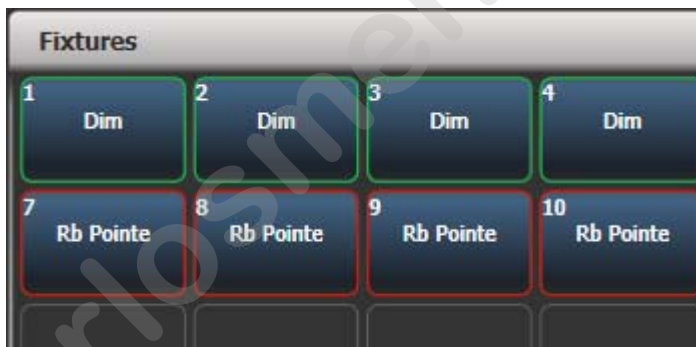 Fixtures
1 2 3 4
Dim Dim Dim Dim
7 8 9 10
Rb Pointe Rb Pointe Rb Pointe Rb Pointe